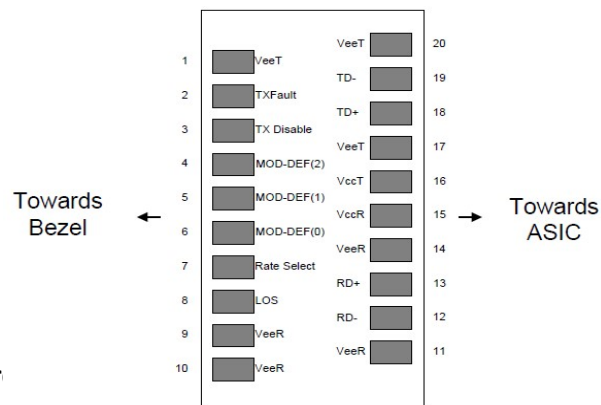 VeeT 20
1 VeeT
TD- 19
2 TXFault
TD+ 18
3 TX Disable
VeeT 17
4 MOD-DEF(2)
VccT 16
5 MOD-DEF(1)
Towards
Bezel
VccR 15
Towards
ASIC
6 MOD-DEF(0)
VeeR 14
7 Rate Select
RD+ 13
8 LOS
RD- 12
9 VeeR
VeeR 11
10 VeeR